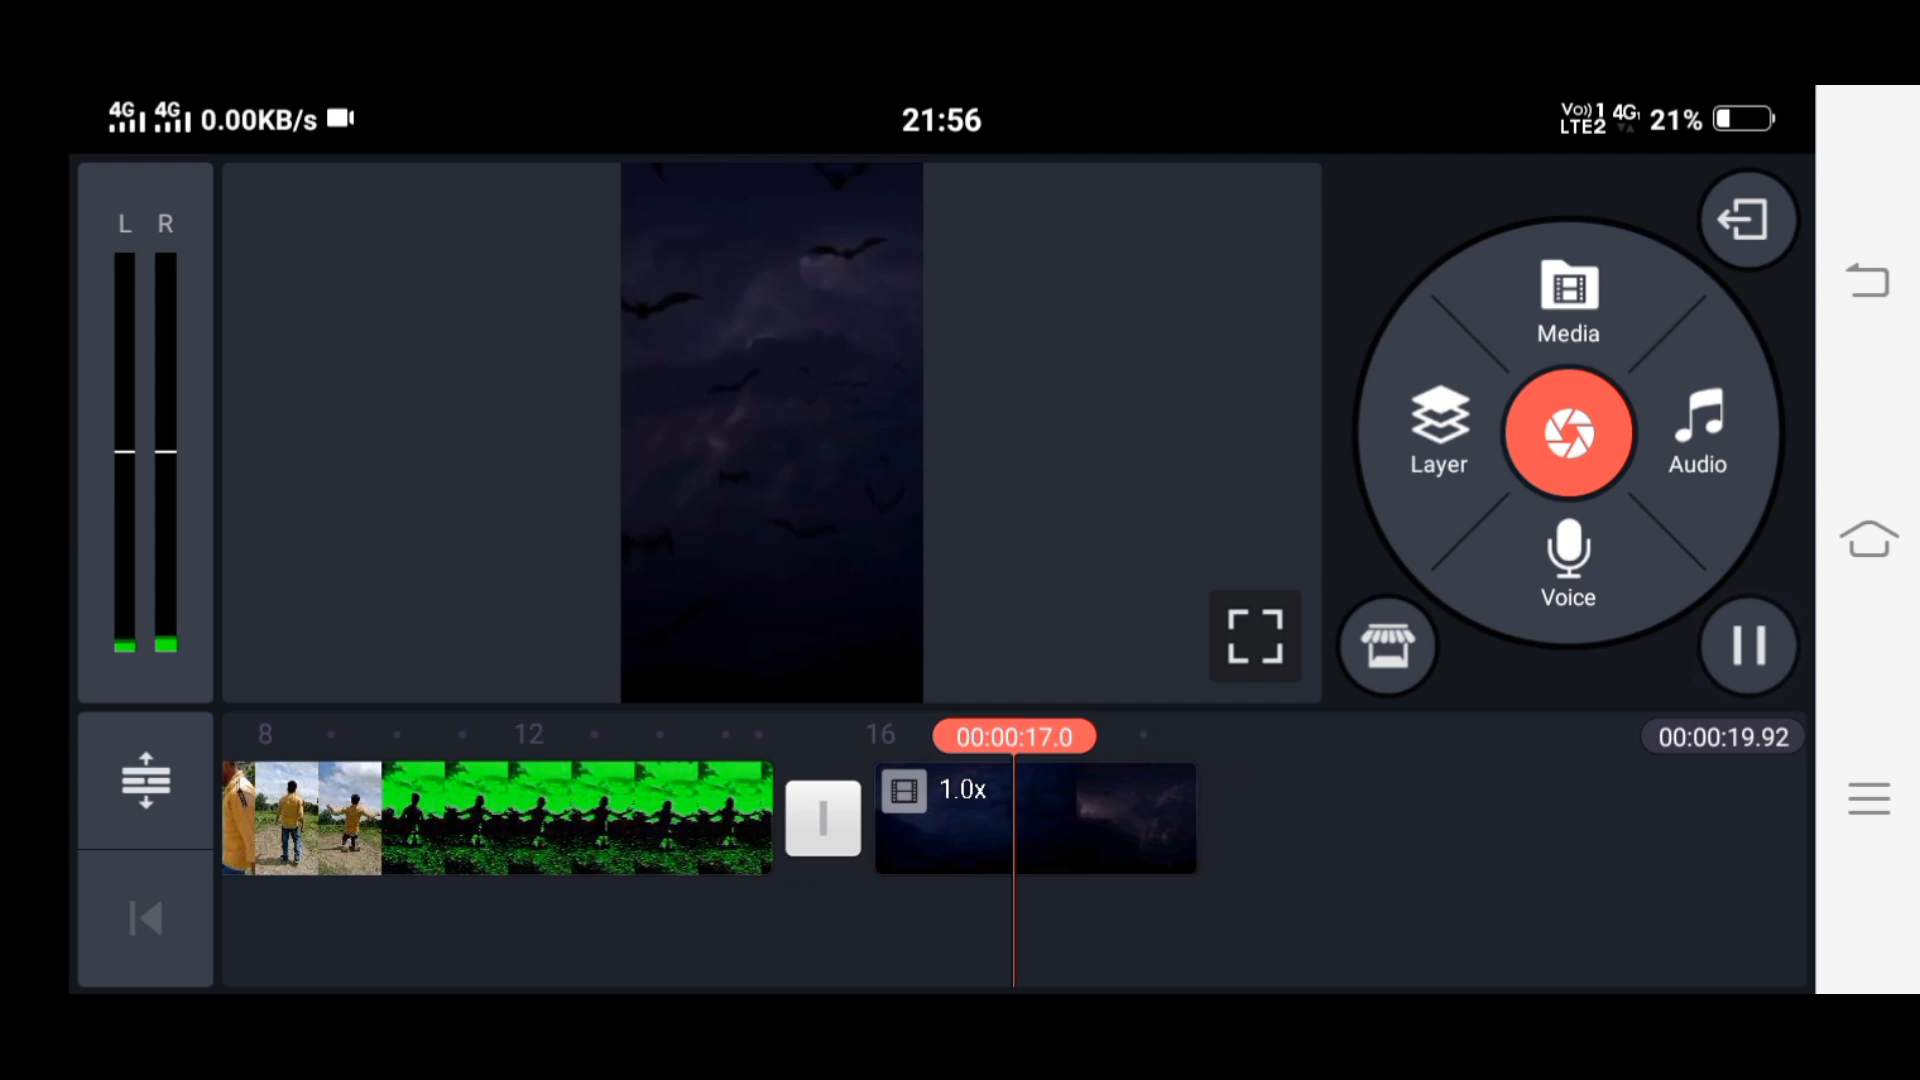 4G 4G 0.00KB/s
21:56
Vo)) 1 4G 21%
LTE2
L R
Media
Layer
Audio
Voice
8 12 16 00:00:17.0 00:00:19.92
1.0x